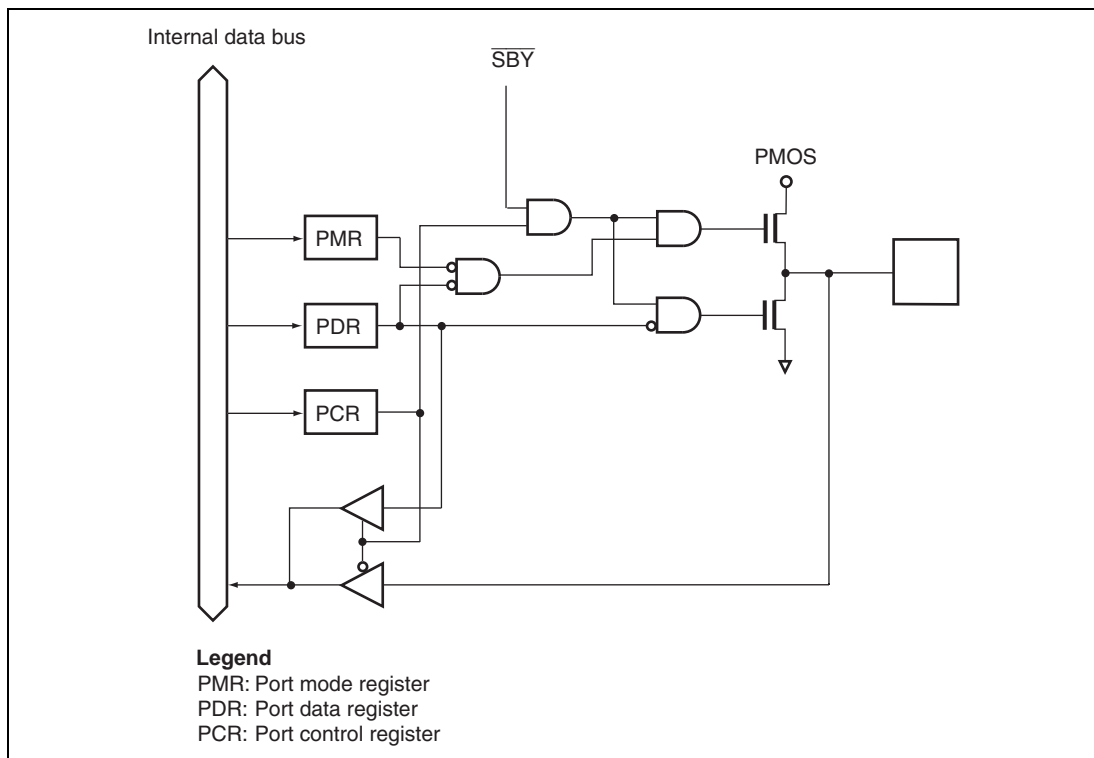 Internal data bus
SBY
PMOS
PMR
PDR
PCR
Legend
PMR: Port mode register
PDR: Port data register
PCR: Port control register